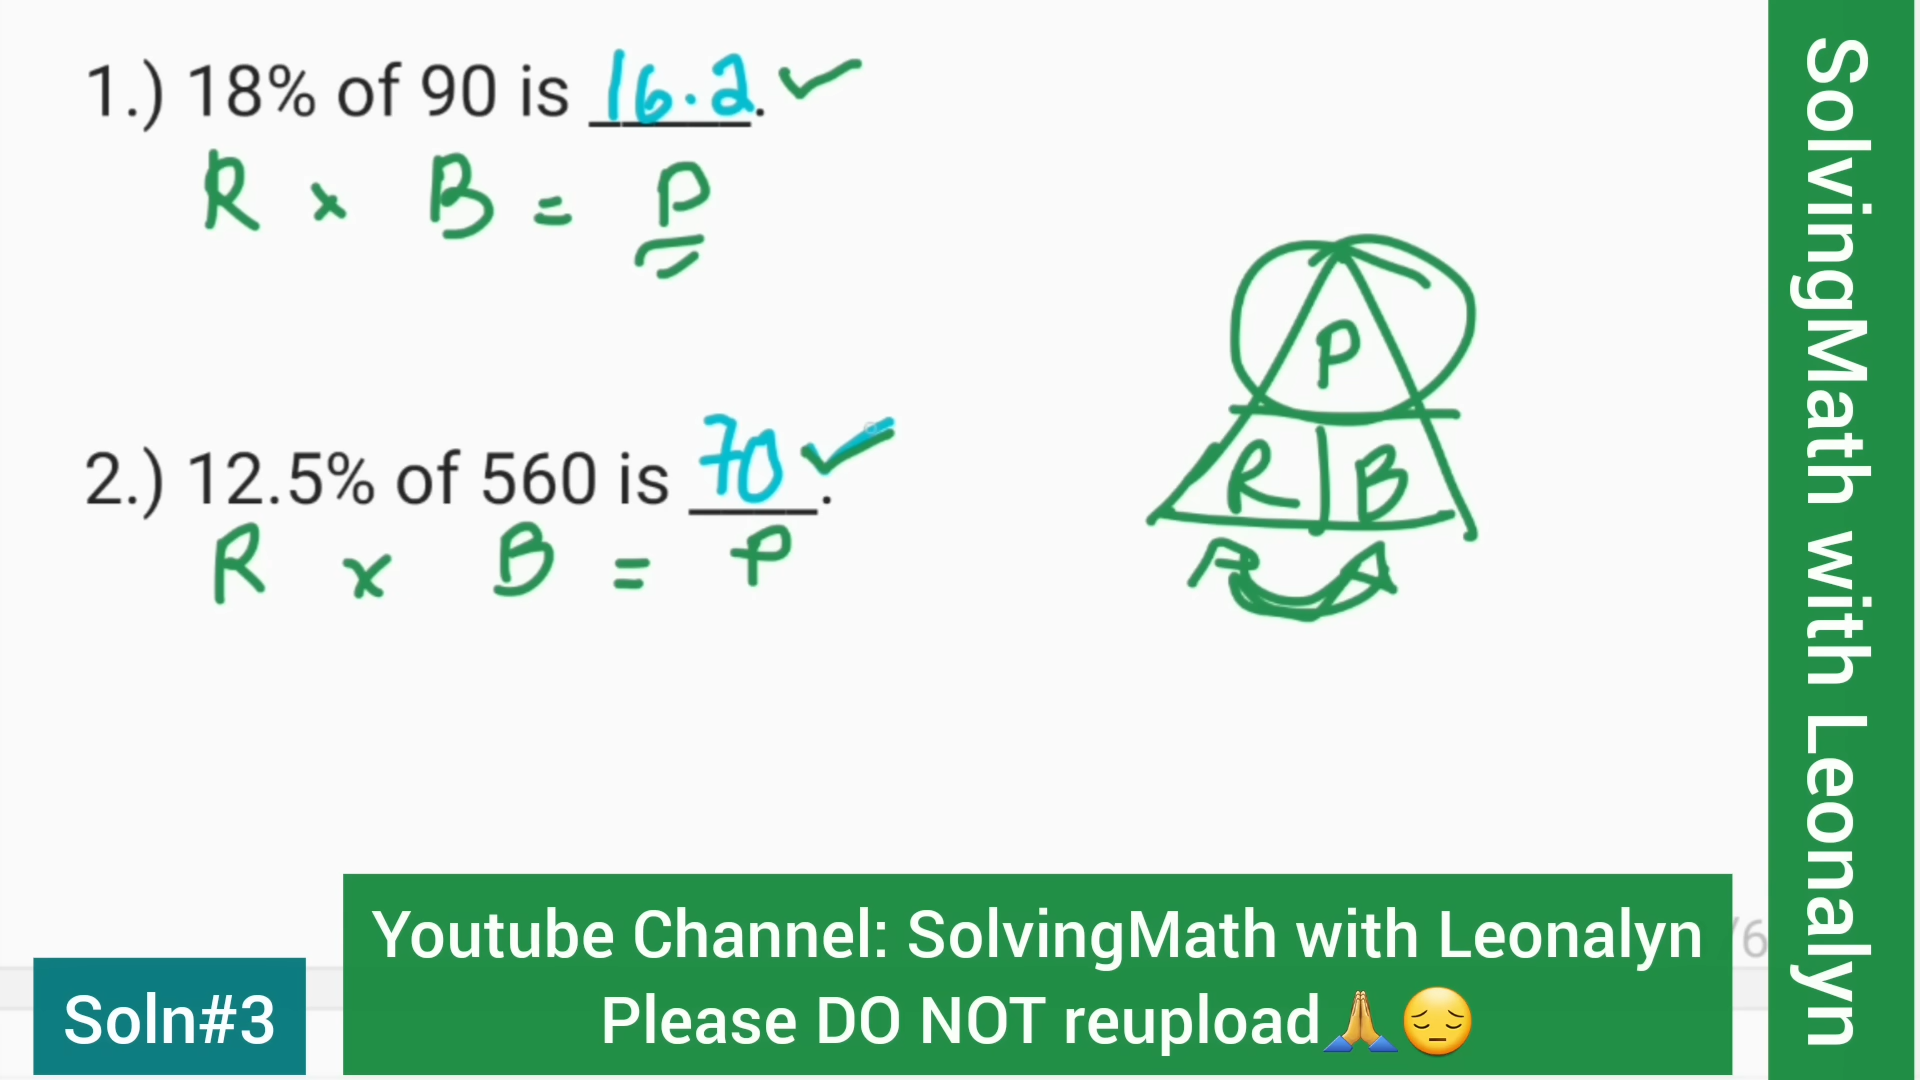 1.) 18% of 90 is 16.2.
R x B = P
2.) 12.5% of 560 is 70.
R x B = P
P
R B
Soln#3
Youtube Channel: SolvingMath with Leonalyn
Please DO NOT reupload🙏😔
/6
SolvingMath with Leonalyn